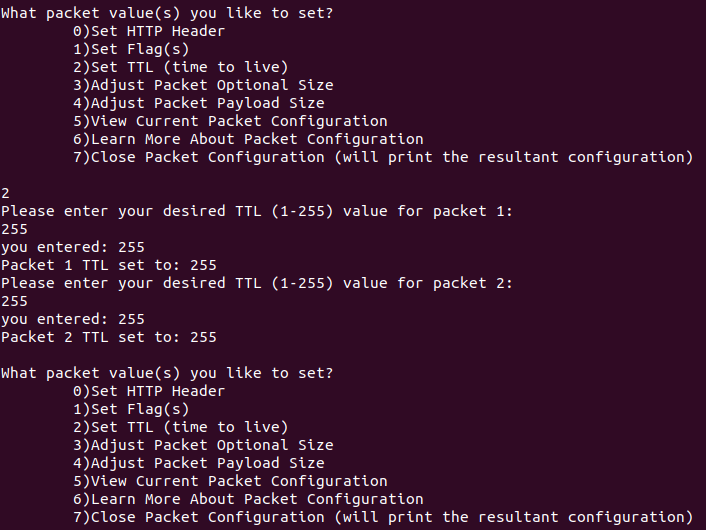 What packet value(s) you like to set?
0)Set HTTP Header
1)Set Flag(s)
2)Set TTL (time to live)
3)Adjust Packet Optional Size
4)Adjust Packet Payload Size
5)View Current Packet Configuration
6)Learn More About Packet Configuration
7)Close Packet Configuration (will print the resultant configuration)
2
Please enter your desired TTL (1-255) value for packet 1:
255
you entered: 255
Packet 1 TTL set to: 255
Please enter your desired TTL (1-255) value for packet 2:
255
you entered: 255
Packet 2 TTL set to: 255
What packet value(s) you like to set?
0)Set HTTP Header
1)Set Flag(s)
2)Set TTL (time to live)
3)Adjust Packet Optional Size
4)Adjust Packet Payload Size
5)View Current Packet Configuration
6)Learn More About Packet Configuration
7)Close Packet Configuration (will print the resultant configuration)